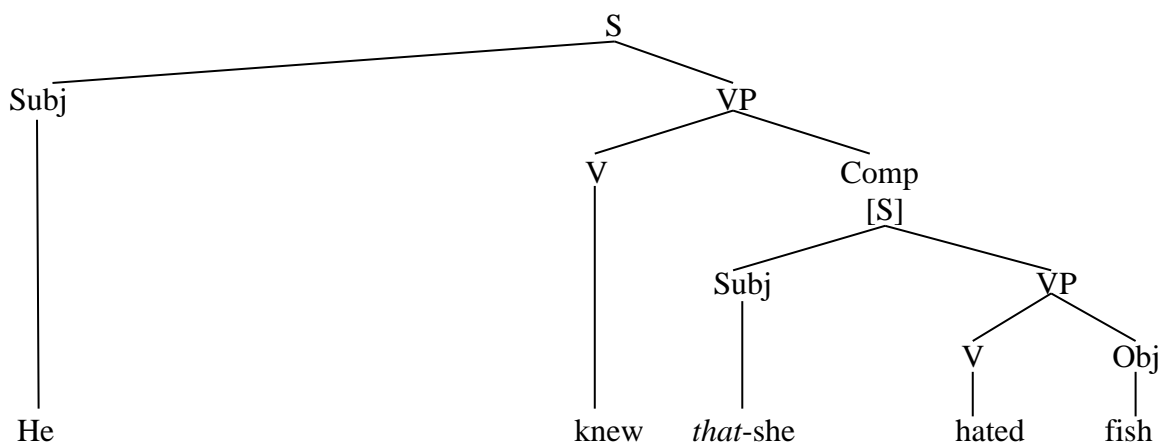 S
Subj VP
V Comp
[S]
Subj VP
V Obj
He knew that-she hated fish